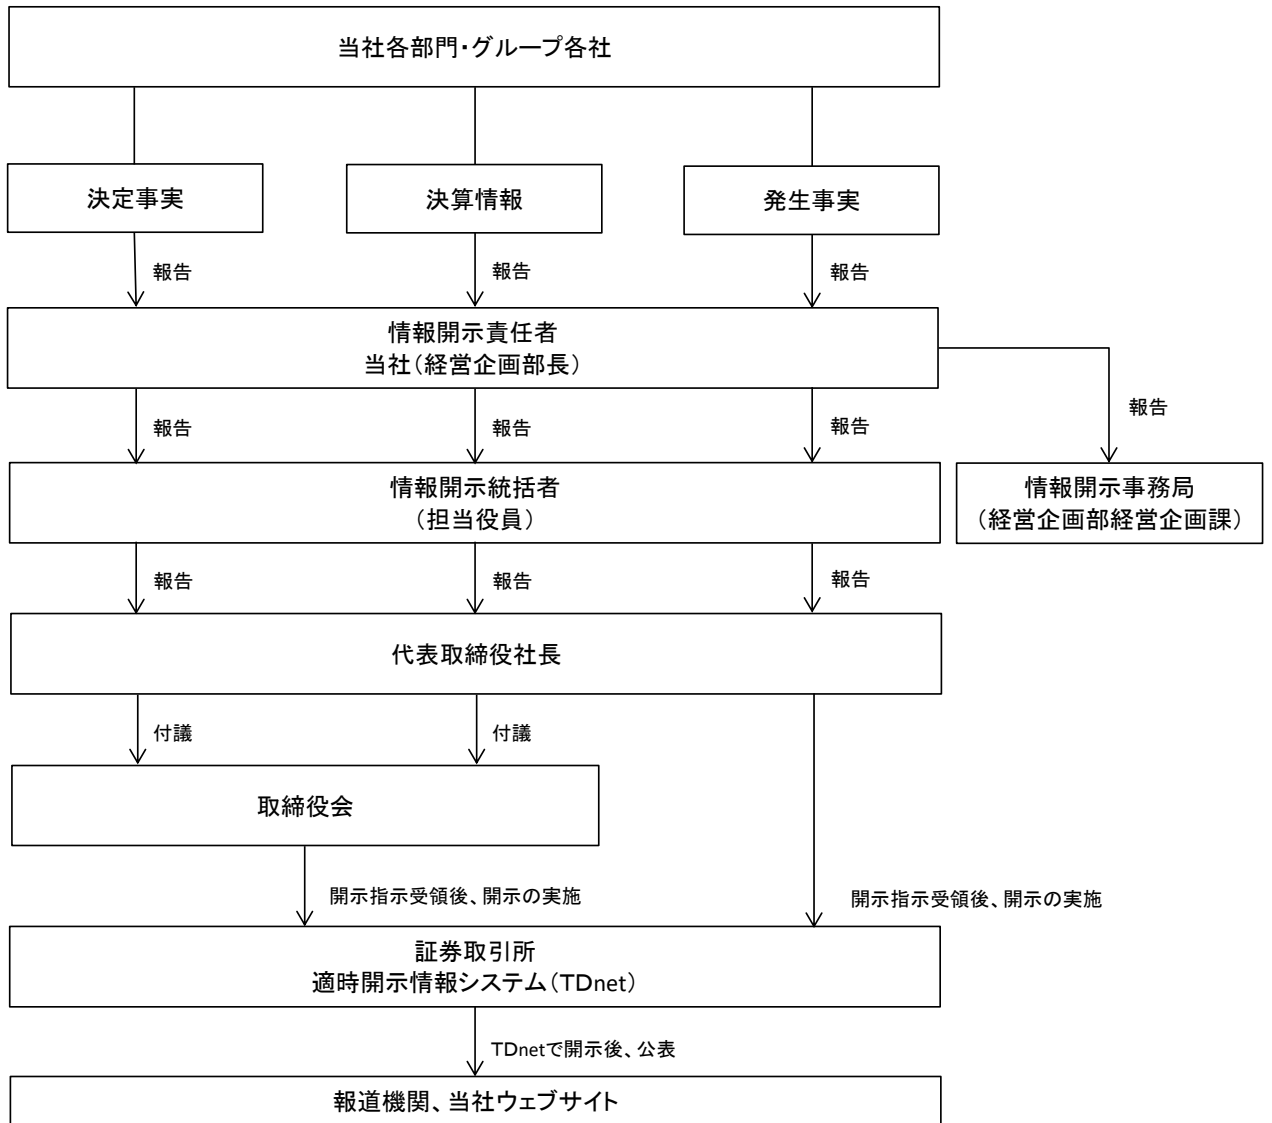 当社各部門・グループ各社
決定事実
決算情報
発生事実
報告
報告
報告
情報開示責任者
当社(経営企画部長)
報告
報告
報告
報告
情報開示統括者
(担当役員)
情報開示事務局
(経営企画部経営企画課)
報告
報告
報告
代表取締役社長
付議
付議
取締役会
開示指示受領後、開示の実施
開示指示受領後、開示の実施
証券取引所
適時開示情報システム(TDnet)
TDnetで開示後、公表
報道機関、当社ウェブサイト